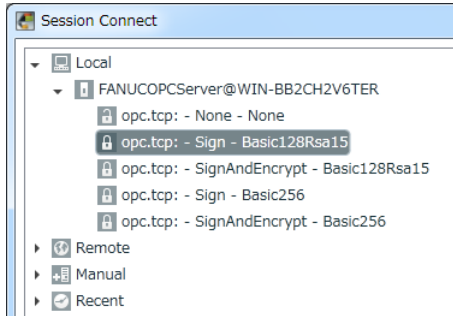 Session Connect
Local
FANUCOPCServer@WIN-BB2CH2V6TER
opc.tcp: - None - None
opc.tcp: - Sign - Basic128Rsa15
opc.tcp: - SignAndEncrypt - Basic128Rsa15
opc.tcp: - Sign - Basic256
opc.tcp: - SignAndEncrypt - Basic256
Remote
Manual
Recent